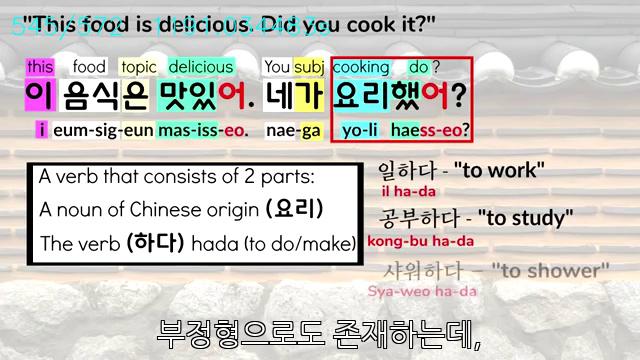 "This food is delicious. Did you cook it?"
this food topic delicious You subj cooking do ?
이 음식은 맛있어. 네가 요리했어?
i eum-sig-eun mas-iss-eo. nae-ga yo-li haess-eo?
A verb that consists of 2 parts:
A noun of Chinese origin (요리)
The verb (하다) hada (to do/make)
일하다 - "to work"
il ha-da
공부하다 - "to study"
kong-bu ha-da
샤워하다 - "to shower"
Sya-weo ha-da
부정형으로도 존재하는데,